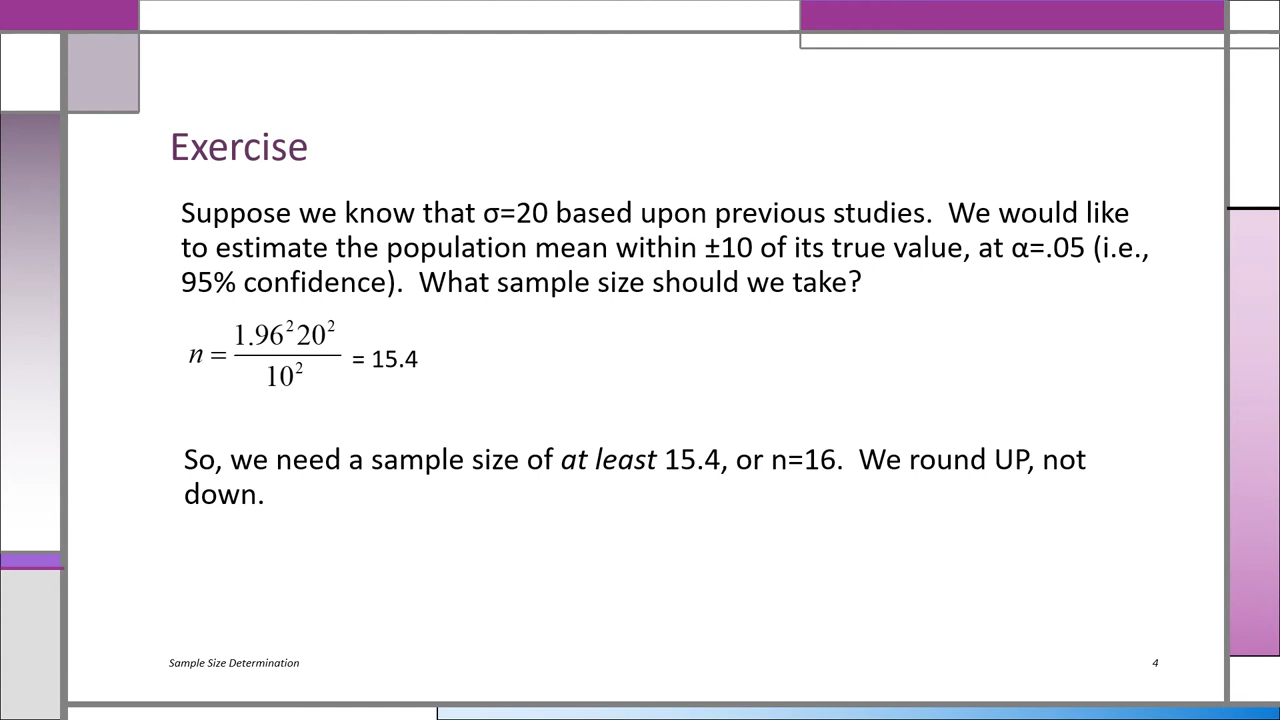 Exercise
Suppose we know that σ=20 based upon previous studies.  We would like
to estimate the population mean within ±10 of its true value, at α=.05 (i.e.,
95% confidence).  What sample size should we take?
n = 1.96²20² / 10² = 15.4
So, we need a sample size of at least 15.4, or n=16.  We round UP, not
down.
Sample Size Determination
4